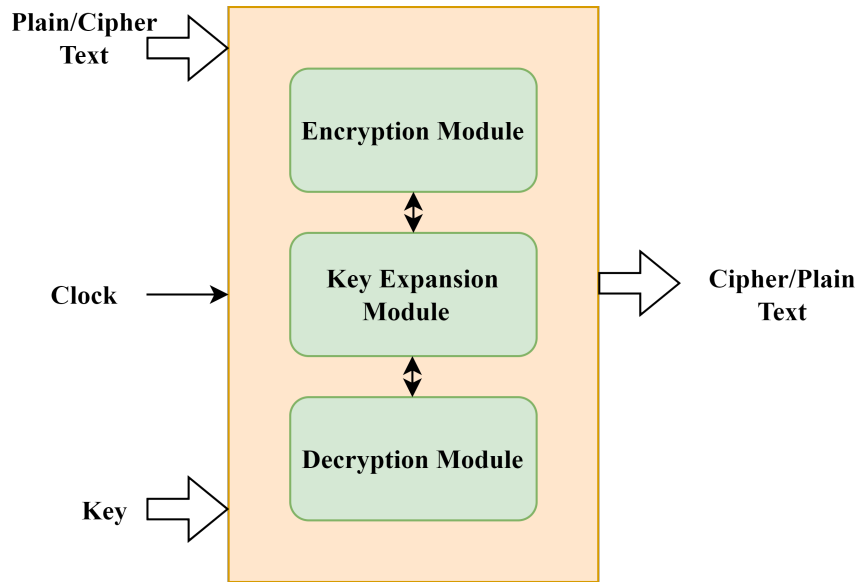 Plain/Cipher
Text
Encryption Module
Key Expansion
Module
Clock
Cipher/Plain
Text
Decryption Module
Key